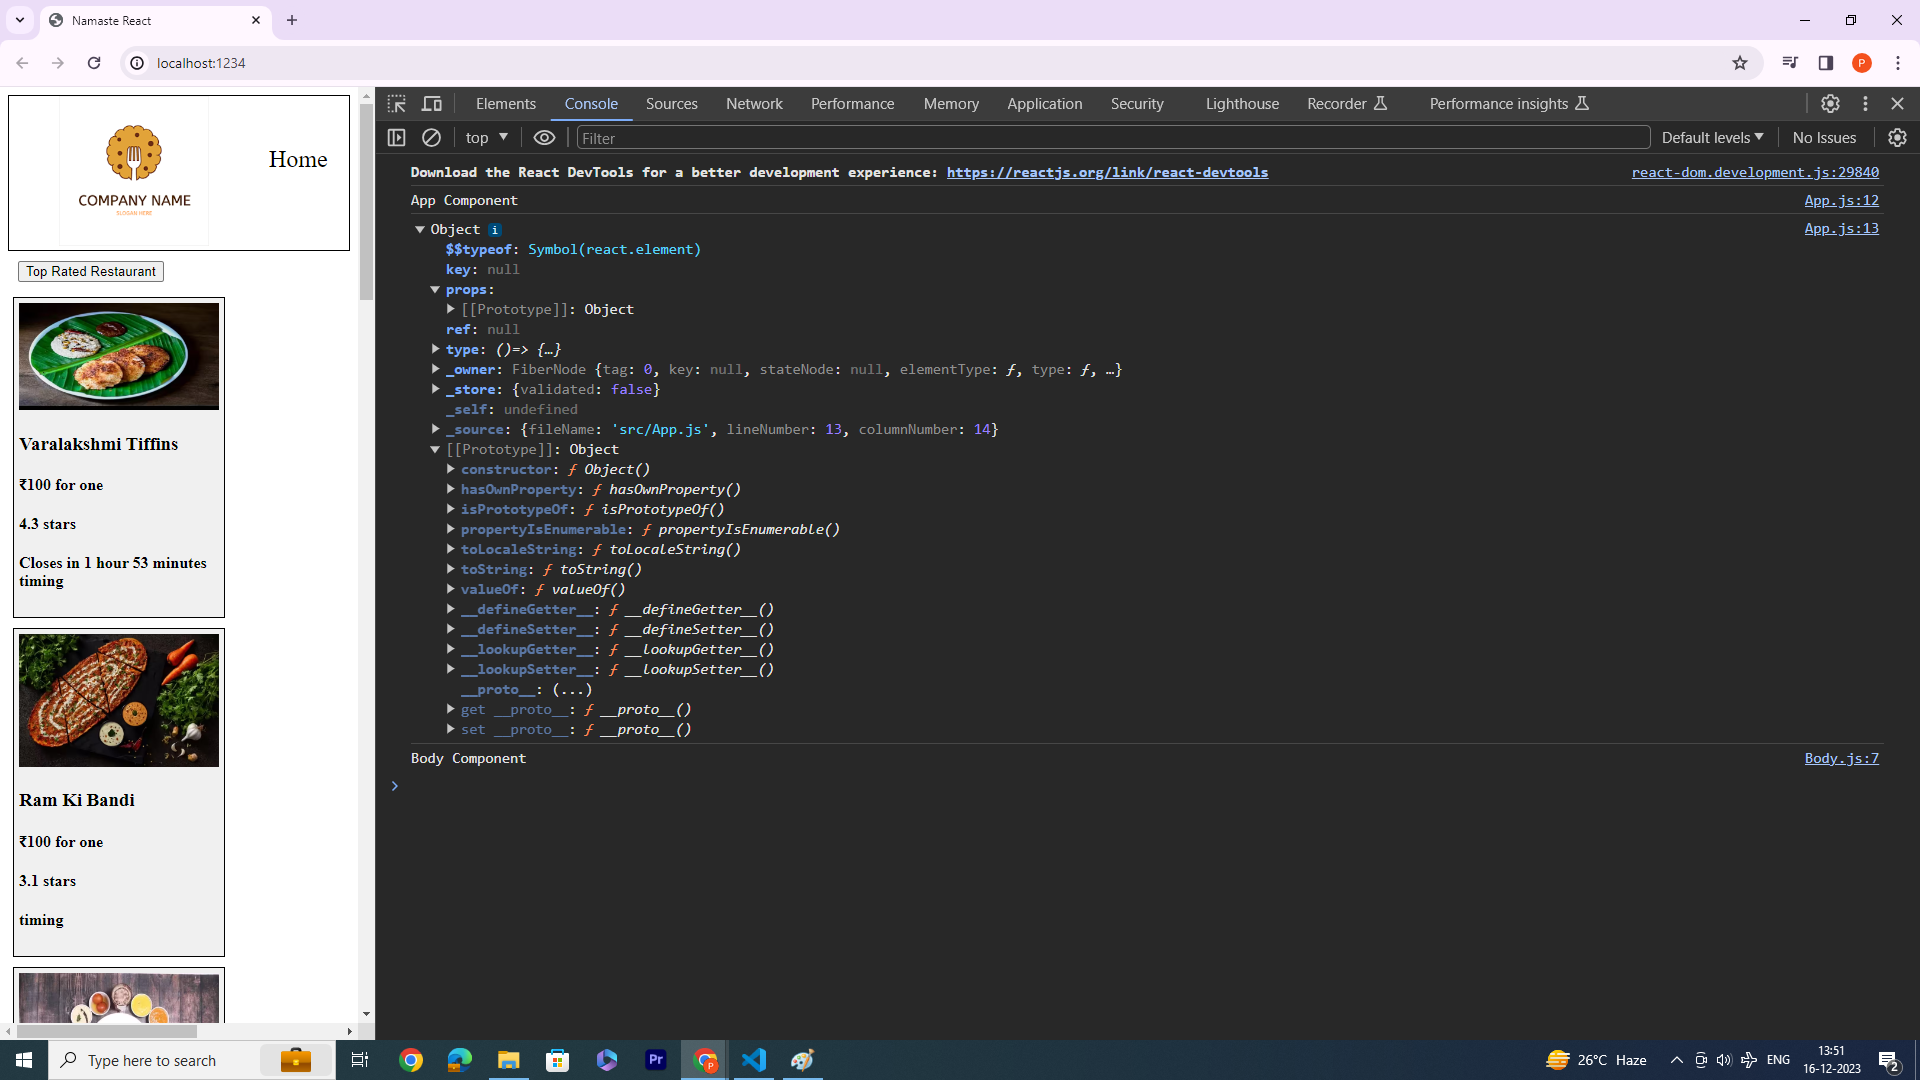 Namaste React
localhost:1234
P
Elements Console Sources Network Performance Memory Application Security Lighthouse Recorder Performance insights
top Filter Default levels No Issues
COMPANY NAME
SLOGAN HERE
Home
Top Rated Restaurant
Varalakshmi Tiffins
₹100 for one
4.3 stars
Closes in 1 hour 53 minutes
timing
Ram Ki Bandi
₹100 for one
3.1 stars
timing
Download the React DevTools for a better development experience: https://reactjs.org/link/react-devtools react-dom.development.js:29840
App Component App.js:12
Object i App.js:13
$$typeof: Symbol(react.element)
key: null
props:
[[Prototype]]: Object
ref: null
type: ()=> {…}
_owner: FiberNode {tag: 0, key: null, stateNode: null, elementType: ƒ, type: ƒ, …}
_store: {validated: false}
_self: undefined
_source: {fileName: 'src/App.js', lineNumber: 13, columnNumber: 14}
[[Prototype]]: Object
constructor: ƒ Object()
hasOwnProperty: ƒ hasOwnProperty()
isPrototypeOf: ƒ isPrototypeOf()
propertyIsEnumerable: ƒ propertyIsEnumerable()
toLocaleString: ƒ toLocaleString()
toString: ƒ toString()
valueOf: ƒ valueOf()
__defineGetter__: ƒ __defineGetter__()
__defineSetter__: ƒ __defineSetter__()
__lookupGetter__: ƒ __lookupGetter__()
__lookupSetter__: ƒ __lookupSetter__()
__proto__: (...)
get __proto__: ƒ __proto__()
set __proto__: ƒ __proto__()
Body Component Body.js:7
Type here to search
Pr
P
26°C Haze
ENG
13:51
16-12-2023
2